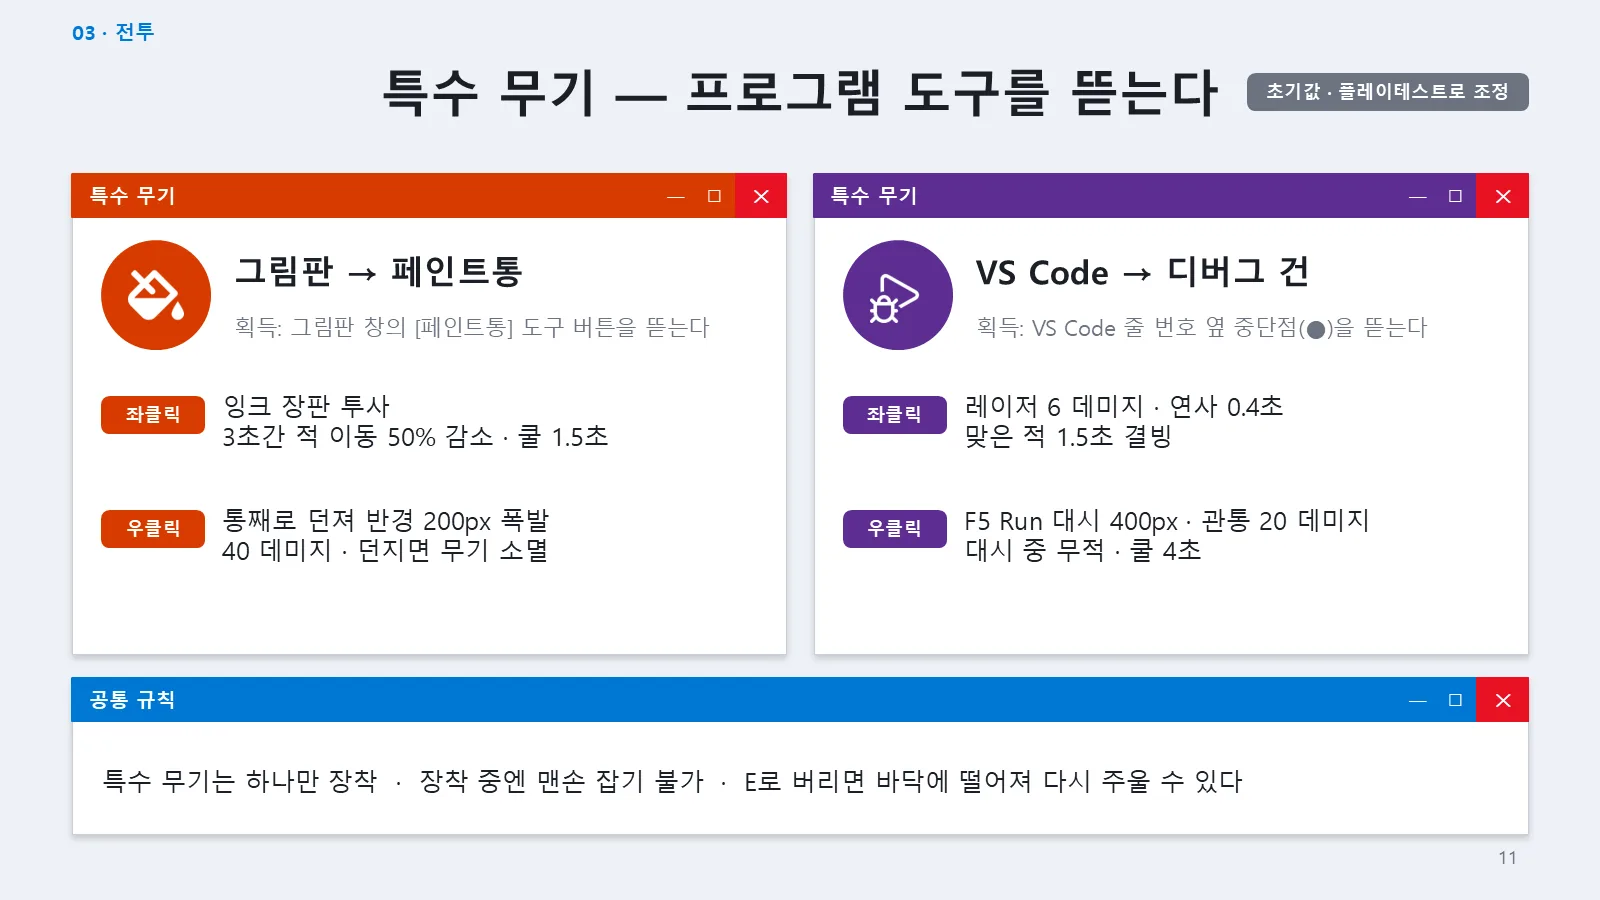 03 · 전투
특수 무기 — 프로그램 도구를 뜯는다
초기값 · 플레이테스트로 조정
특수 무기
그림판 → 페인트통
획득: 그림판 창의 [페인트통] 도구 버튼을 뜯는다
좌클릭
잉크 장판 투사
3초간 적 이동 50% 감소 · 쿨 1.5초
우클릭
통째로 던져 반경 200px 폭발
40 데미지 · 던지면 무기 소멸
특수 무기
VS Code → 디버그 건
획득: VS Code 줄 번호 옆 중단점(●)을 뜯는다
좌클릭
레이저 6 데미지 · 연사 0.4초
맞은 적 1.5초 결빙
우클릭
F5 Run 대시 400px · 관통 20 데미지
대시 중 무적 · 쿨 4초
공통 규칙
특수 무기는 하나만 장착 · 장착 중엔 맨손 잡기 불가 · E로 버리면 바닥에 떨어져 다시 주울 수 있다
11